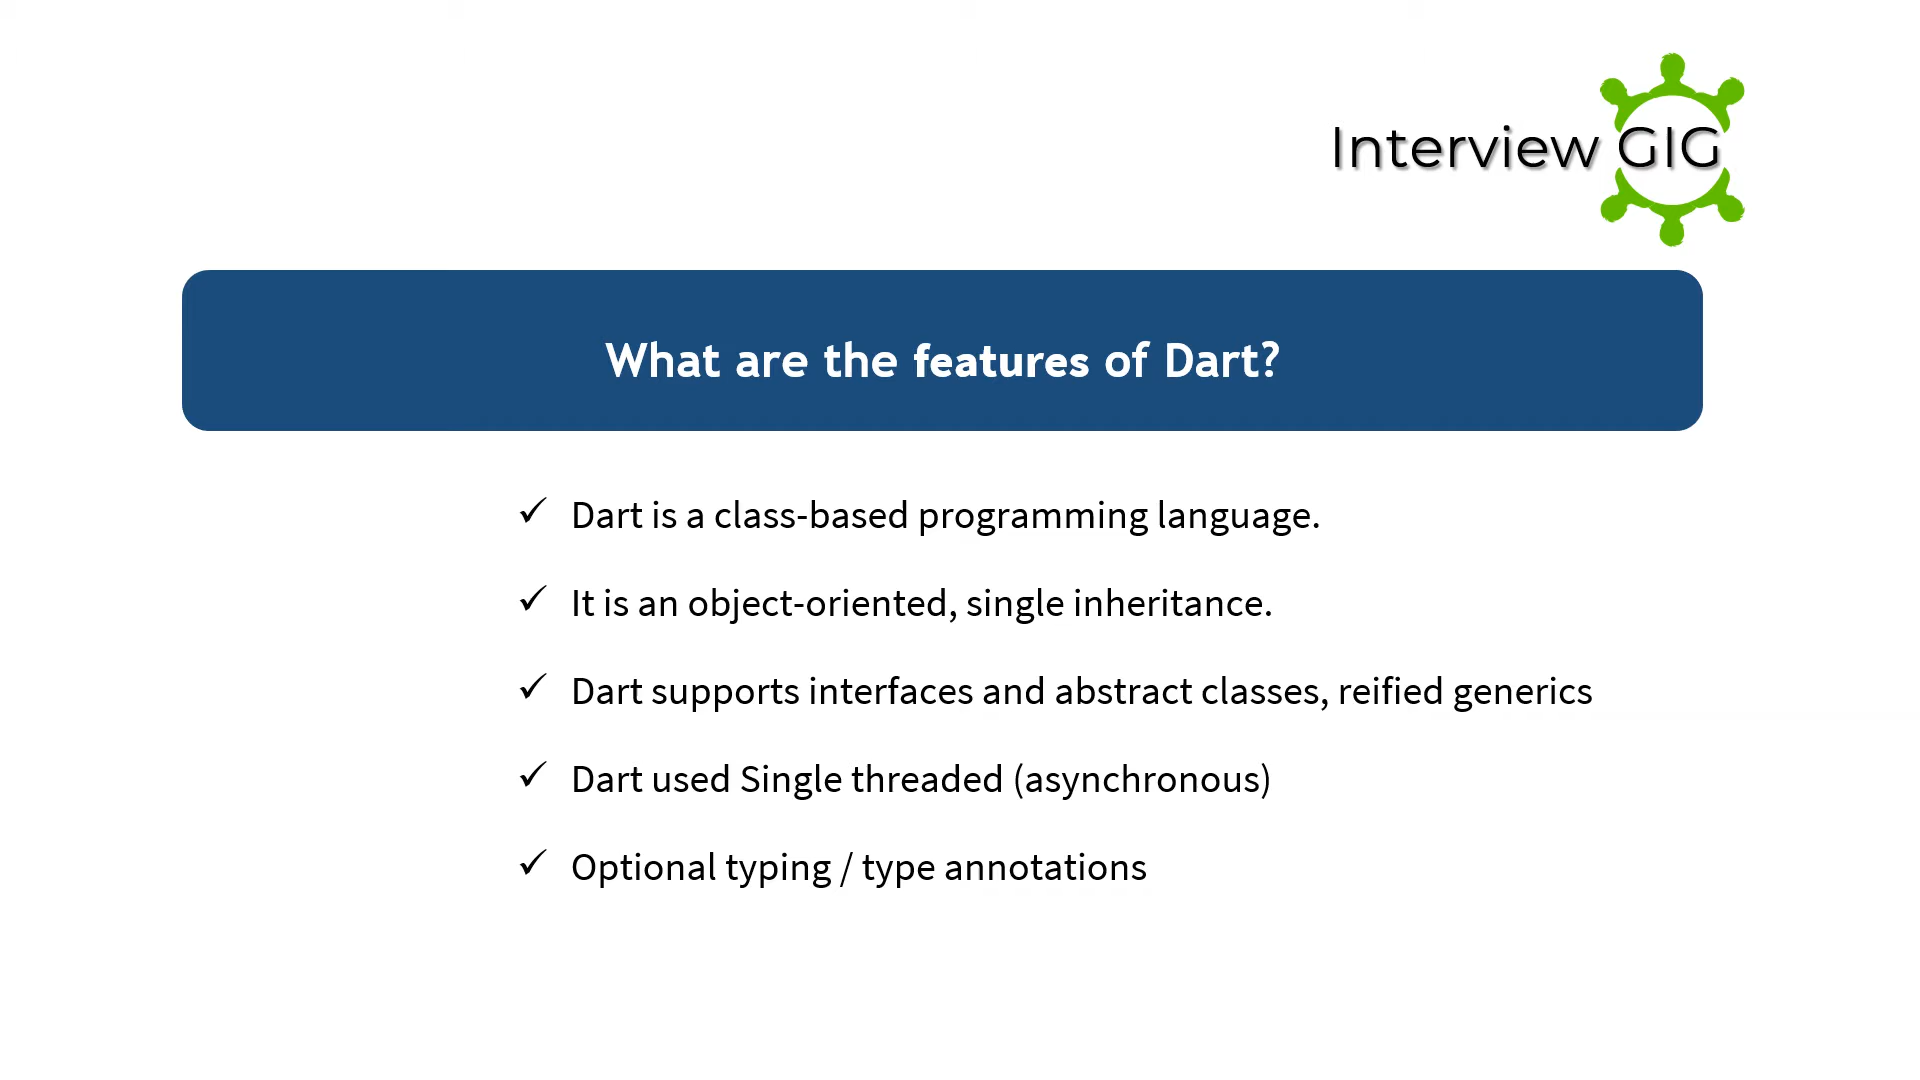 Interview GIG
What are the features of Dart?
✓ Dart is a class-based programming language.
✓ It is an object-oriented, single inheritance.
✓ Dart supports interfaces and abstract classes, reified generics
✓ Dart used Single threaded (asynchronous)
✓ Optional typing / type annotations